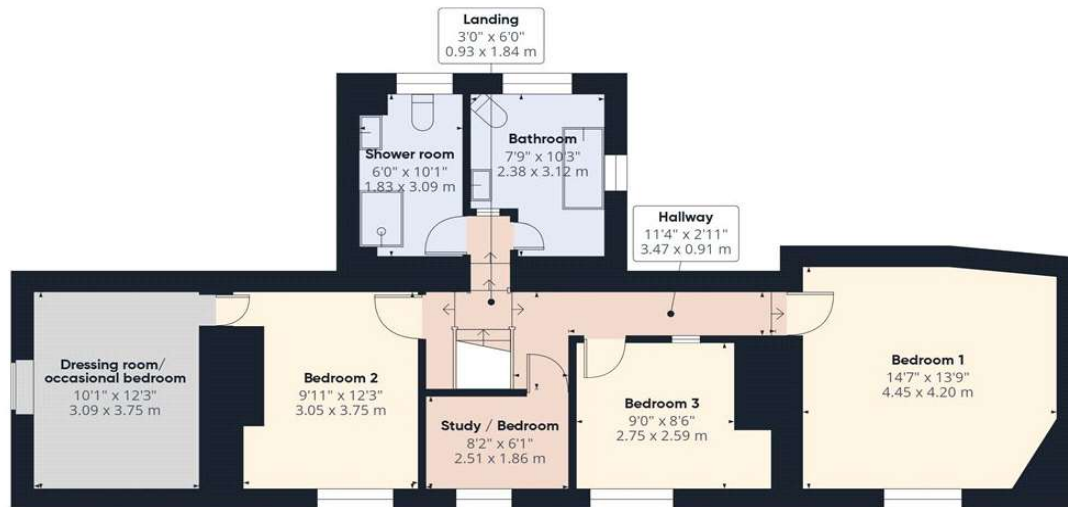 Landing
3'0" x 6'0"
0.93 x 1.84 m
Shower room
6'0" x 10'1"
1.83 x 3.09 m
Bathroom
7'9" x 10'3"
2.38 x 3.12 m
Hallway
11'4" x 2'11"
3.47 x 0.91 m
Dressing room/
occasional bedroom
10'1" x 12'3"
3.09 x 3.75 m
Bedroom 2
9'11" x 12'3"
3.05 x 3.75 m
Study / Bedroom
8'2" x 6'1"
2.51 x 1.86 m
Bedroom 3
9'0" x 8'6"
2.75 x 2.59 m
Bedroom 1
14'7" x 13'9"
4.45 x 4.20 m